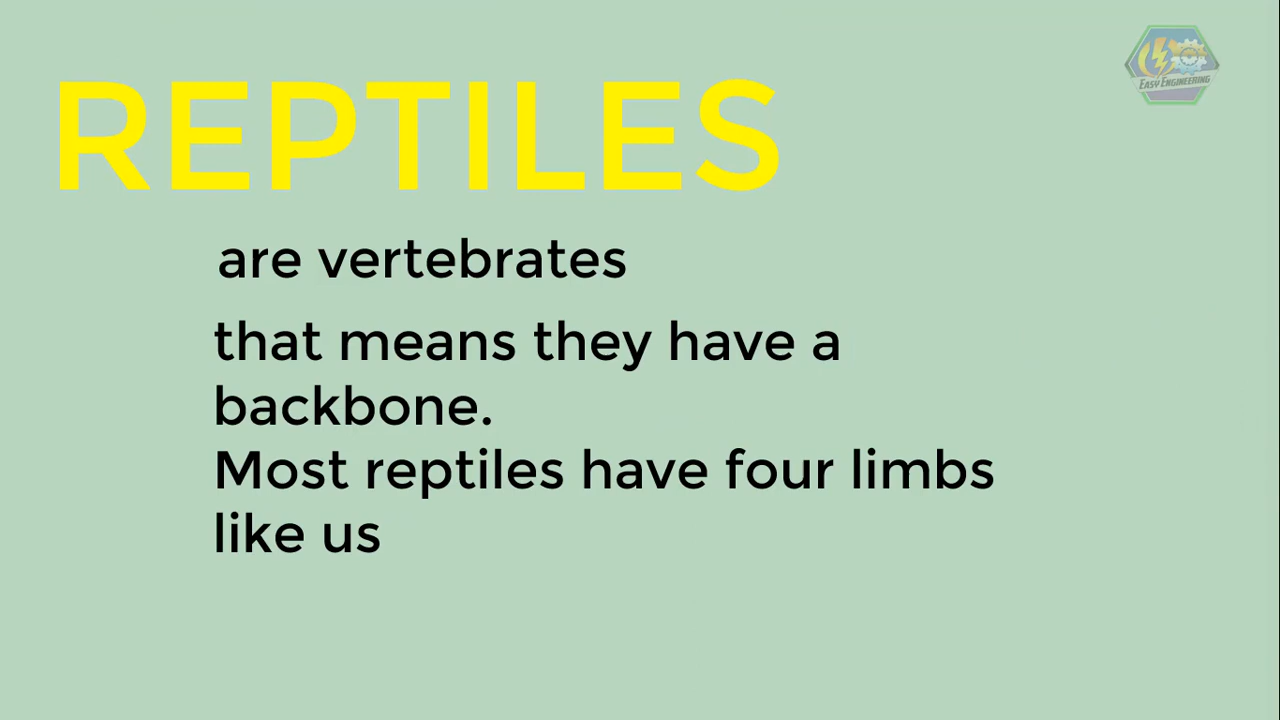 REPTILES
EASY ENGINEERING
are vertebrates
that means they have a
backbone.
Most reptiles have four limbs
like us